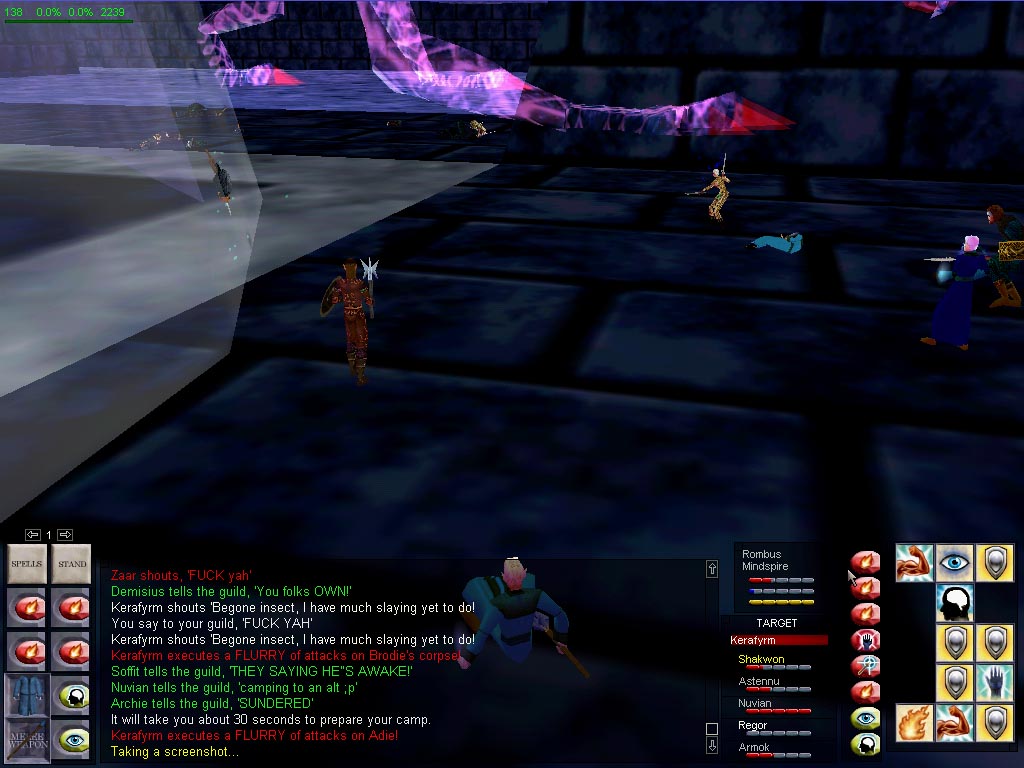 138 0.0% 0.0% 2239
1
SPELLS
STAND
MELEE
WEAPON
Zaar shouts, 'FUCK yah'
Demisius tells the guild, 'You folks OWN!'
Kerafyrm shouts 'Begone insect, I have much slaying yet to do!
You say to your guild, 'FUCK YAH'
Kerafyrm shouts 'Begone insect, I have much slaying yet to do!
Kerafyrm executes a FLURRY of attacks on Brodie's corpse!
Soffit tells the guild, 'THEY SAYING HE"S AWAKE!'
Nuvian tells the guild, 'camping to an alt ;p'
Archie tells the guild, 'SUNDERED'
It will take you about 30 seconds to prepare your camp.
Kerafyrm executes a FLURRY of attacks on Adiel!
Taking a screenshot...
Rombus
Mindspire
TARGET
Kerafyrm
Shakwon
Astennu
Nuvian
Regor
Armok